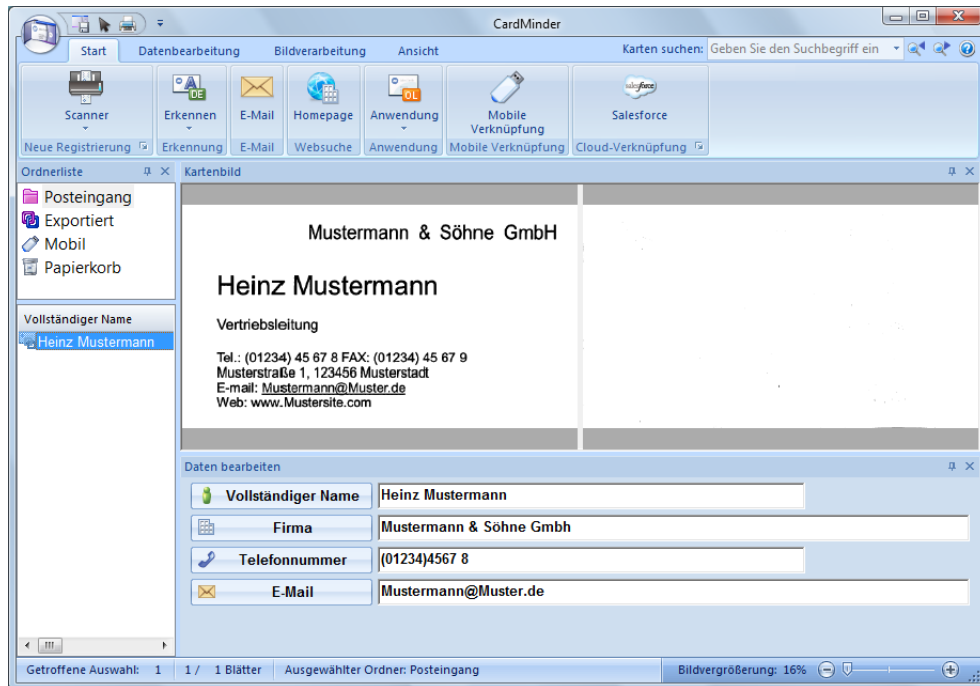 CardMinder
Start Datenbearbeitung Bildverarbeitung Ansicht Karten suchen: Geben Sie den Suchbegriff ein
DE OL salesforce
Scanner Erkennen E-Mail Homepage Anwendung Mobile Verknüpfung Salesforce
Neue Registrierung Erkennung E-Mail Websuche Anwendung Mobile Verknüpfung Cloud-Verknüpfung
Ordnerliste
Posteingang
Exportiert
Mobil
Papierkorb
Vollständiger Name
Heinz Mustermann
Kartenbild
Mustermann & Söhne GmbH
Heinz Mustermann
Vertriebsleitung
Tel.: (01234) 45 67 8 FAX: (01234) 45 67 9
Musterstraße 1, 123456 Musterstadt
E-mail: Mustermann@Muster.de
Web: www.Mustersite.com
Daten bearbeiten
Vollständiger Name Heinz Mustermann
Firma Mustermann & Söhne Gmbh
Telefonnummer (01234)4567 8
E-Mail Mustermann@Muster.de
Getroffene Auswahl: 1 1 / 1 Blätter Ausgewählter Ordner: Posteingang Bildvergrößerung: 16%